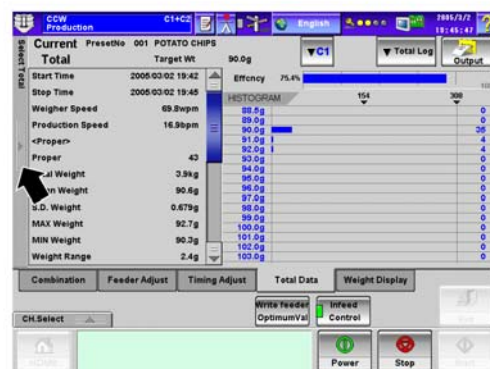 CCW
Production
C1+C2
English
2005/3/2
19:45:47
Current PresetNo 001 POTATO CHIPS
Total Target Wt 90.0g
▼C1
▼ Total Log
Output
Select Total
Start Time 2005/03/02 19:42
Stop Time 2005/03/02 19:45
Weigher Speed 69.8wpm
Production Speed 16.9bpm
<Proper>
Proper 43
Weight 3.9kg
Weight 90.6g
S.D. Weight 0.679g
MAX Weight 92.7g
MIN Weight 90.3g
Weight Range 2.4g
Effcncy 75.4%
100
HISTOGRAM 154 308
88.5g 0
89.0g 0
90.0g 35
91.0g 4
92.0g 4
93.0g 0
94.0g 0
95.0g 0
96.0g 0
97.0g 0
98.0g 0
99.0g 0
100.0g 0
101.0g 0
102.0g 0
103.0g 0
Combination
Feeder Adjust
Timing Adjust
Total Data
Weight Display
Write feeder
OptimumVal
Infeed
Control
CH.Select
Exit
HOME
Power
Stop
Start